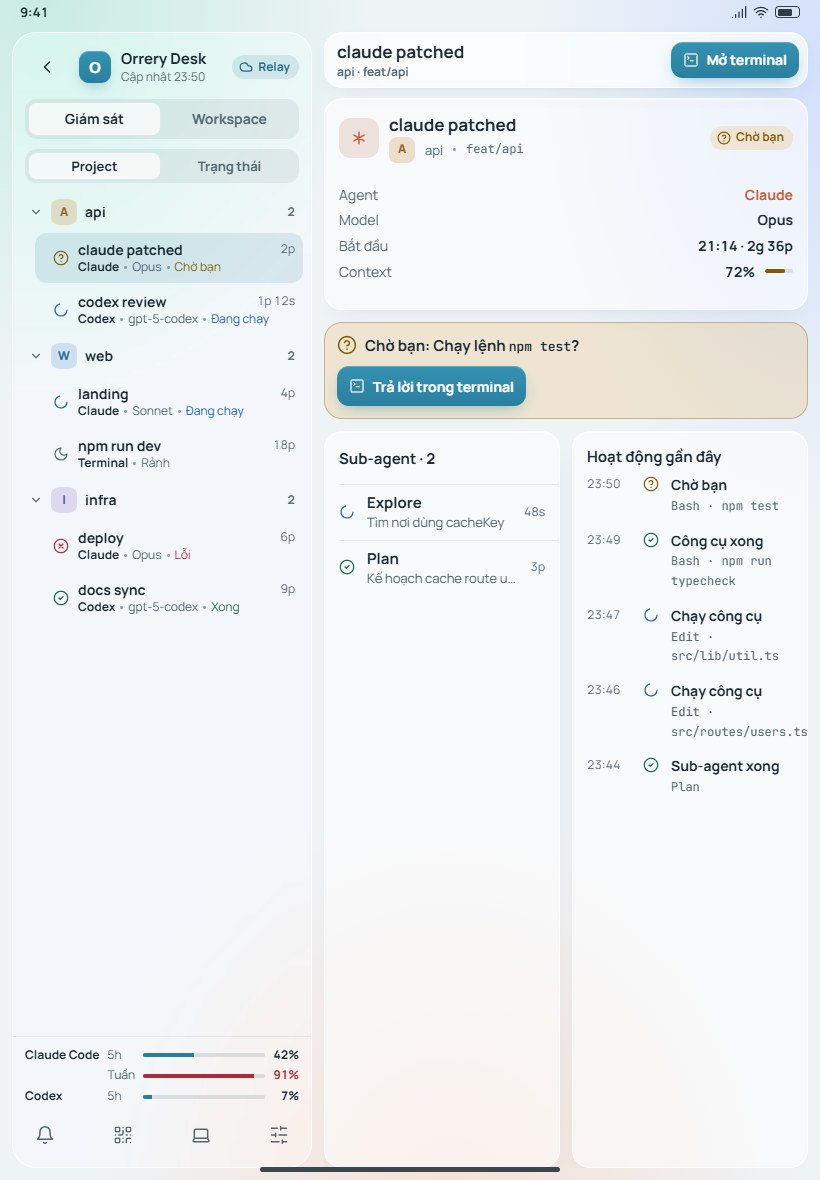 9:41
O
Orrery Desk
Cập nhật 23:50
Relay
Giám sát
Workspace
Project
Trạng thái
A
api
2
claude patched
2p
Claude • Opus • Chờ bạn
codex review
1p 12s
Codex • gpt-5-codex • Đang chạy
W
web
2
landing
4p
Claude • Sonnet • Đang chạy
npm run dev
18p
Terminal • Rảnh
I
infra
2
deploy
6p
Claude • Opus • Lỗi
docs sync
9p
Codex • gpt-5-codex • Xong
Claude Code 5h 42%
Tuần 91%
Codex 5h 7%
claude patched
api · feat/api
Mở terminal
claude patched
A api • feat/api
Chờ bạn
Agent
Claude
Model
Opus
Bắt đầu
21:14 · 2g 36p
Context
72%
Chờ bạn: Chạy lệnh npm test?
Trả lời trong terminal
Sub-agent · 2
Explore
48s
Tìm nơi dùng cacheKey
Plan
3p
Kế hoạch cache route u...
Hoạt động gần đây
23:50
Chờ bạn
Bash · npm test
23:49
Công cụ xong
Bash · npm run
typecheck
23:47
Chạy công cụ
Edit ·
src/lib/util.ts
23:46
Chạy công cụ
Edit ·
src/routes/users.ts
23:44
Sub-agent xong
Plan